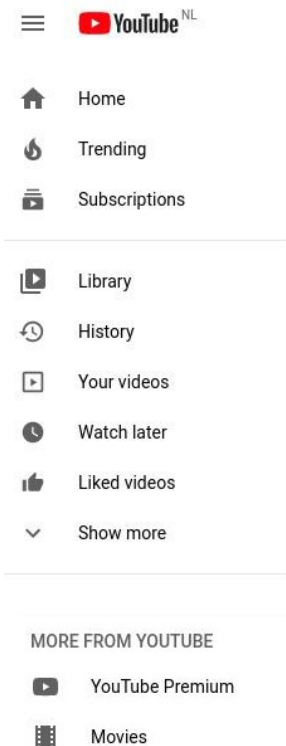 YouTube NL
Home
Trending
Subscriptions
Library
History
Your videos
Watch later
Liked videos
Show more
MORE FROM YOUTUBE
YouTube Premium
Movies